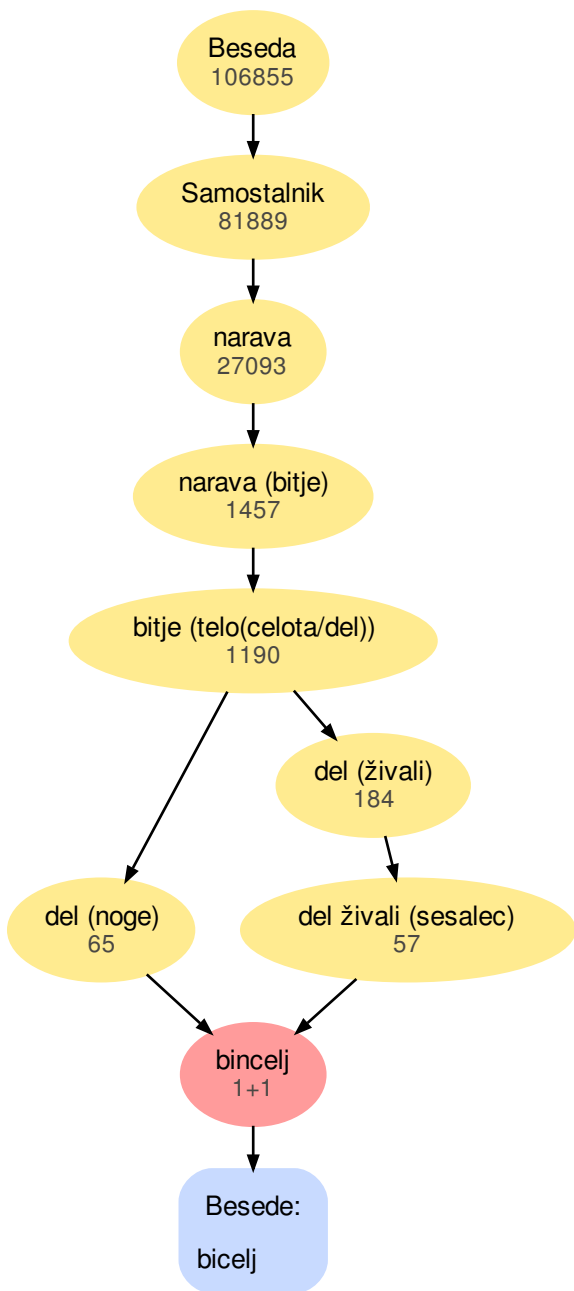 Beseda
106855
Samostalnik
81889
narava
27093
narava (bitje)
1457
bitje (telo(celota/del))
1190
del (živali)
184
del (noge)
65
del živali (sesalec)
57
bincelj
1+1
Besede:
bicelj